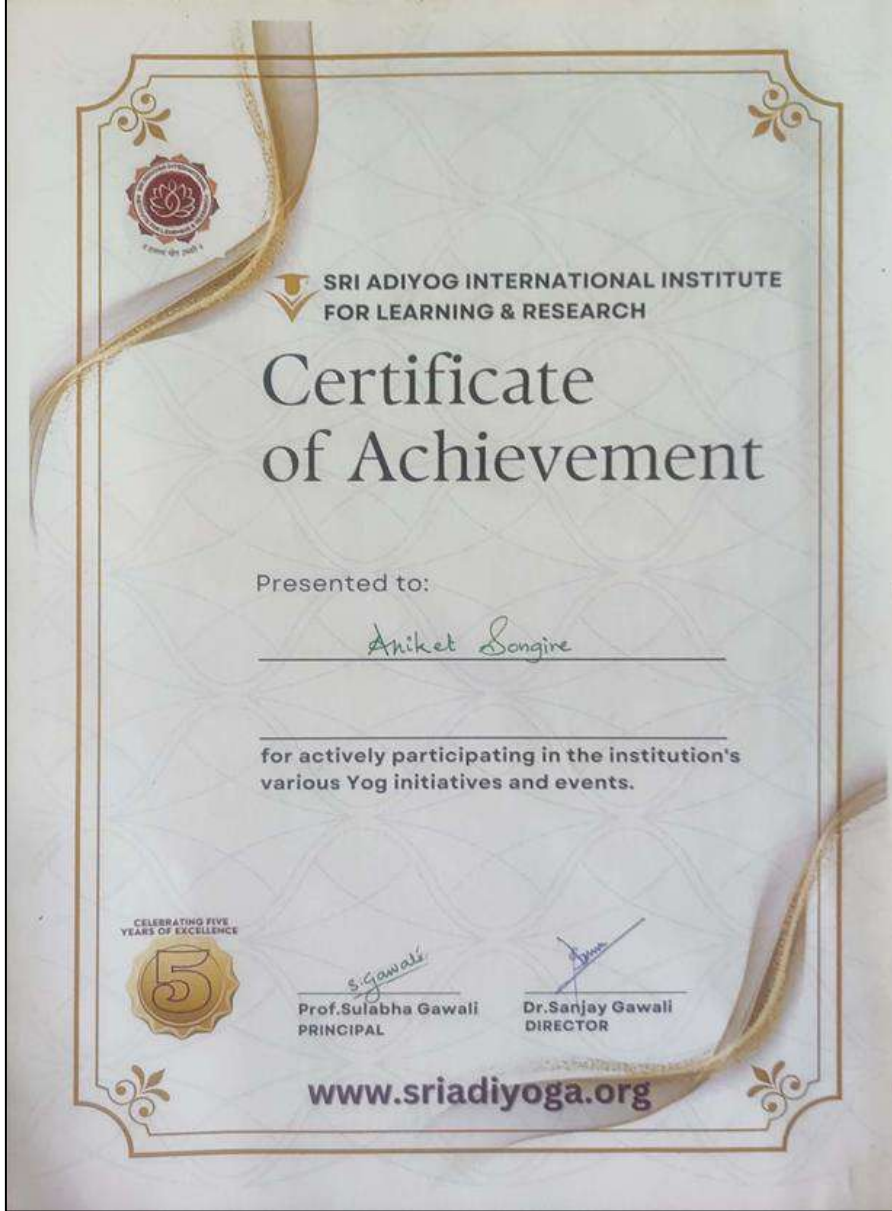 SRI ADIYOG INTERNATIONAL INSTITUTE
FOR LEARNING & RESEARCH
Certificate
of Achievement
Presented to:
Aniket Songire
for actively participating in the institution's
various Yog initiatives and events.
CELEBRATING FIVE
YEARS OF EXCELLENCE
5
S. Gawali
Prof.Sulabha Gawali
PRINCIPAL
Dr.Sanjay Gawali
DIRECTOR
www.sriadiyoga.org